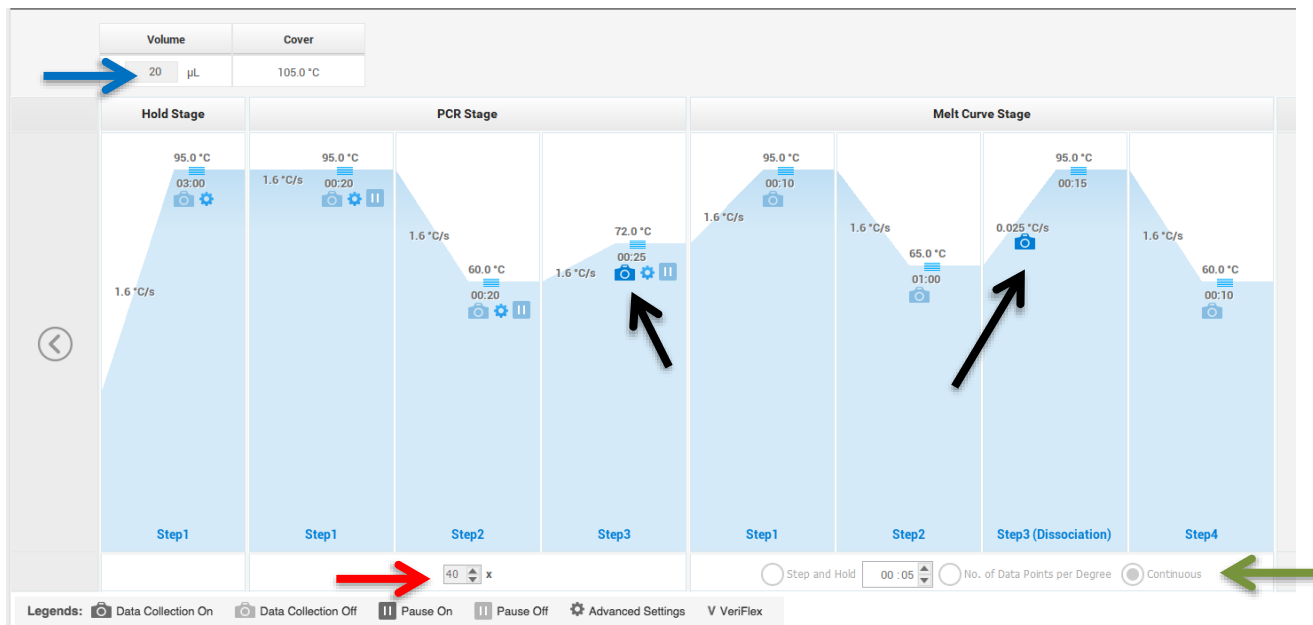 Volume Cover
20 µL 105.0 °C
Hold Stage PCR Stage Melt Curve Stage
95.0 °C
03:00
1.6 °C/s
Step1
95.0 °C
1.6 °C/s 00:20
Step1
1.6 °C/s
60.0 °C
00:20
Step2
72.0 °C
00:25
1.6 °C/s
Step3
95.0 °C
00:10
1.6 °C/s
Step1
1.6 °C/s
65.0 °C
01:00
Step2
95.0 °C
00:15
0.025 °C/s
Step3 (Dissociation)
1.6 °C/s
60.0 °C
00:10
Step4
40 x
Step and Hold 00 : 05 No. of Data Points per Degree Continuous
Legends: Data Collection On Data Collection Off Pause On Pause Off Advanced Settings V VeriFlex